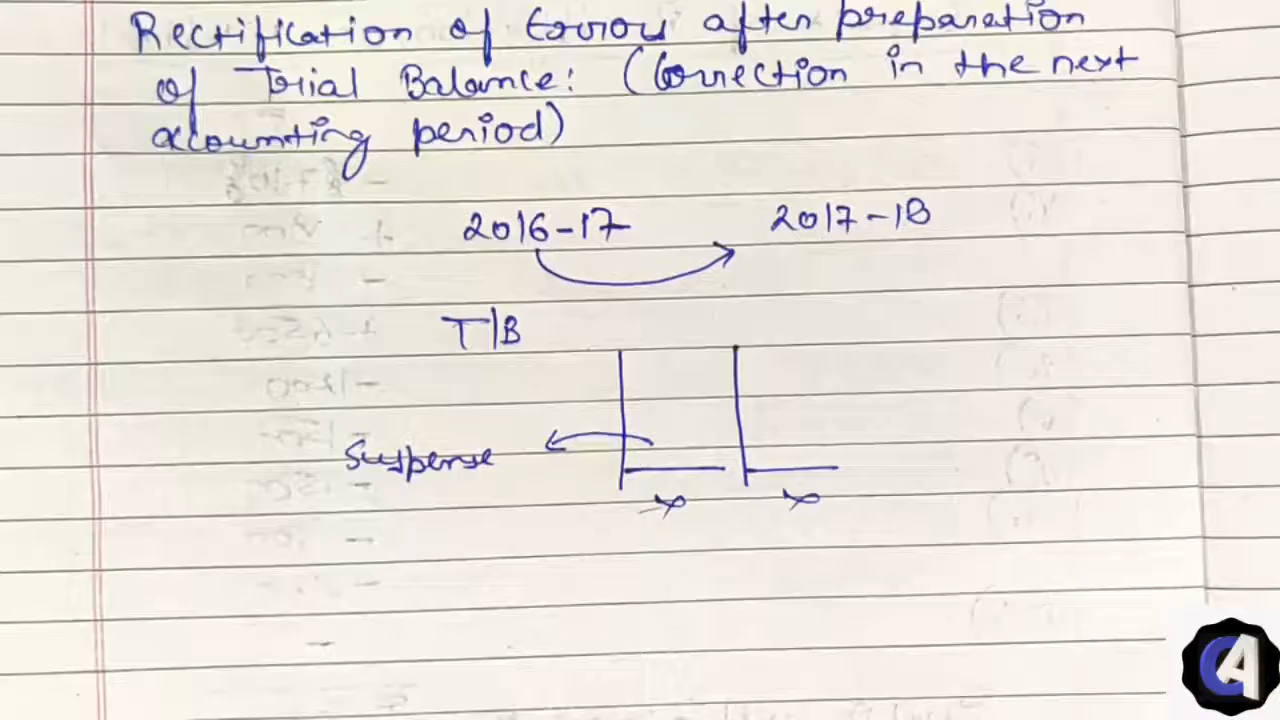 Rectification of Errors after preparation
of Trial Balance: (Correction in the next
accounting period)
2016-17 2017-18
T/B
Suspense
CA